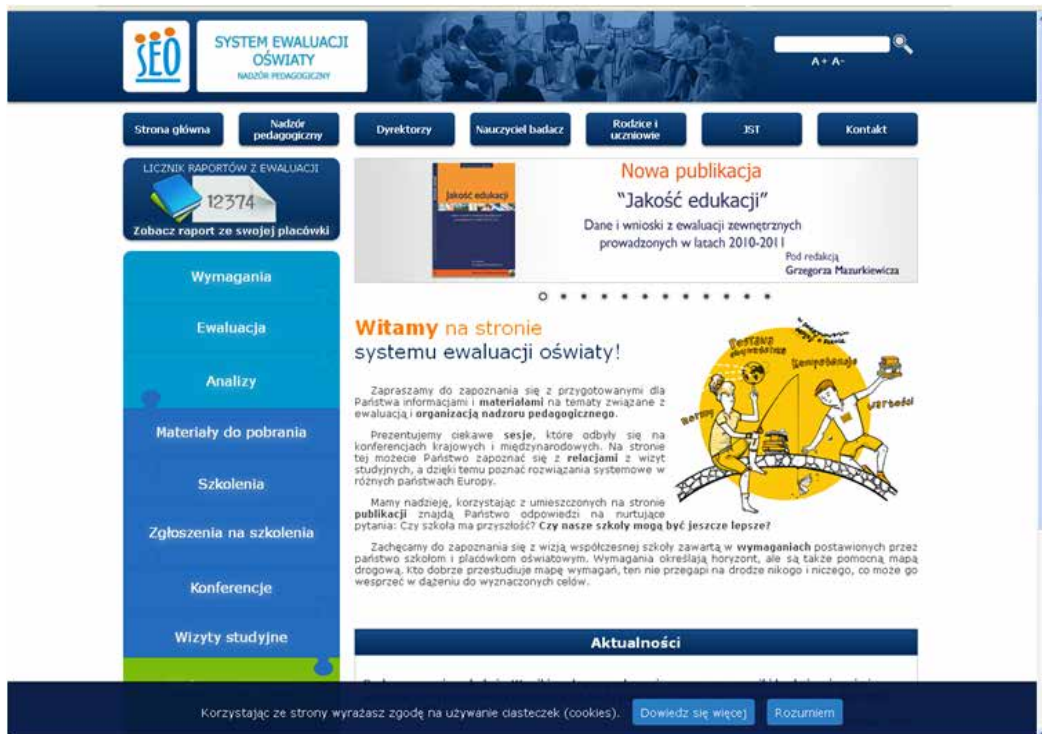 SEO
SYSTEM EWALUACJI
OŚWIATY
NADZÓR PEDAGOGICZNY
A+ A-
Strona główna
Nadzór
pedagogiczny
Dyrektorzy
Nauczyciel badacz
Rodzice i
uczniowie
JST
Kontakt
LICZNIK RAPORTÓW Z EWALUACJI
12374
Zobacz raport ze swojej placówki
Jakość edukacji
Nowa publikacja
"Jakość edukacji"
Dane i wnioski z ewaluacji zewnętrznych
prowadzonych w latach 2010-2011
Pod redakcją
Grzegorza Mazurkiewicza
Wymagania
Ewaluacja
Analizy
Materiały do pobrania
Szkolenia
Zgłoszenia na szkolenia
Konferencje
Wizyty studyjne
Witamy na stronie
systemu ewaluacji oświaty!
Zapraszamy do zapoznania się z przygotowanymi dla
Państwa informacjami i materiałami na tematy związane z
ewaluacją i organizacją nadzoru pedagogicznego.
Prezentujemy ciekawe sesje, które odbyły się na
konferencjach krajowych i międzynarodowych. Na stronie
tej możecie Państwo zapoznać się z relacjami z wizyt
studyjnych, a dzięki temu poznać rozwiązania systemowe w
różnych państwach Europy.
Mamy nadzieję, korzystając z umieszczonych na stronie
publikacji znajdą Państwo odpowiedzi na nurtujące
pytania: Czy szkoła ma przyszłość? Czy nasze szkoły mogą być jeszcze lepsze?
Zachęcamy do zapoznania się z wizją współczesnej szkoły zawartą w wymaganiach postawionych przez
państwo szkołom i placówkom oświatowym. Wymagania określają horyzont, ale są także pomocną mapą
drogową. Kto dobrze przestudiuje mapę wymagań, ten nie przegapi na drodze nikogo i niczego, co może go
wesprzeć w dążeniu do wyznaczonych celów.
Postawa
obywatelska
Kompetencje
Normy
Wartości
Aktualności
Korzystając ze strony wyrażasz zgodę na używanie ciasteczek (cookies).
Dowiedz się więcej
Rozumiem